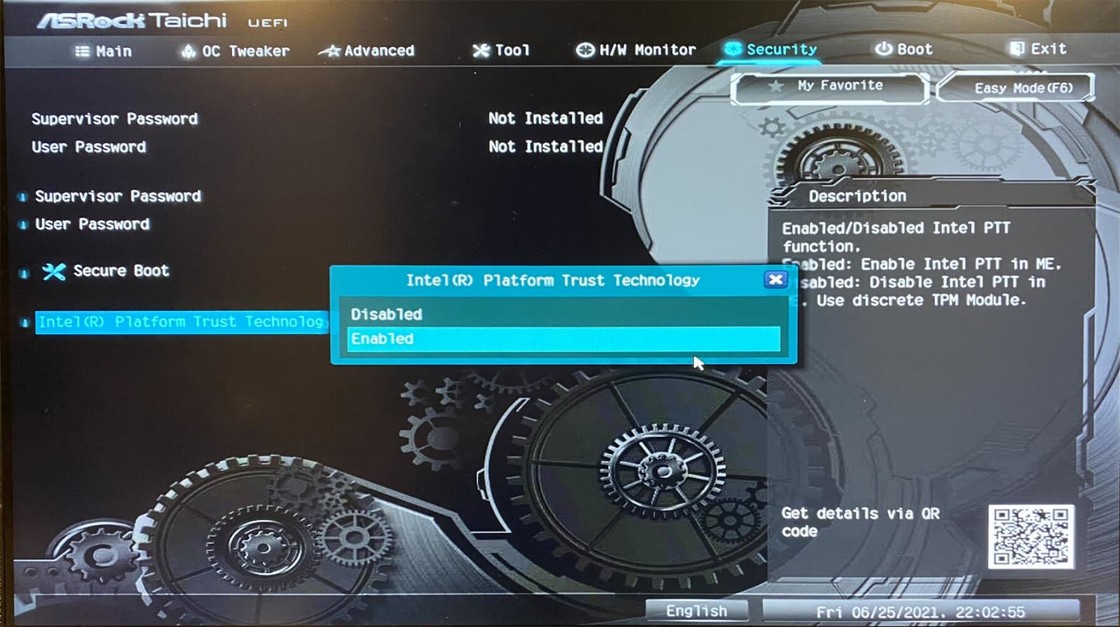 ASRock Taichi UEFI
Main OC Tweaker Advanced Tool H/W Monitor Security Boot Exit
My Favorite Easy Mode(F6)
Supervisor Password Not Installed
User Password Not Installed
Supervisor Password
User Password
Secure Boot
Intel(R) Platform Trust Technolog
Intel(R) Platform Trust Technology
Disabled
Enabled
Description
Enabled/Disabled Intel PTT
function.
Enabled: Enable Intel PTT in ME.
isabled: Disable Intel PTT in
. Use discrete TPM Module.
Get details via QR
code
English
Fri 06/25/2021, 22:02:55